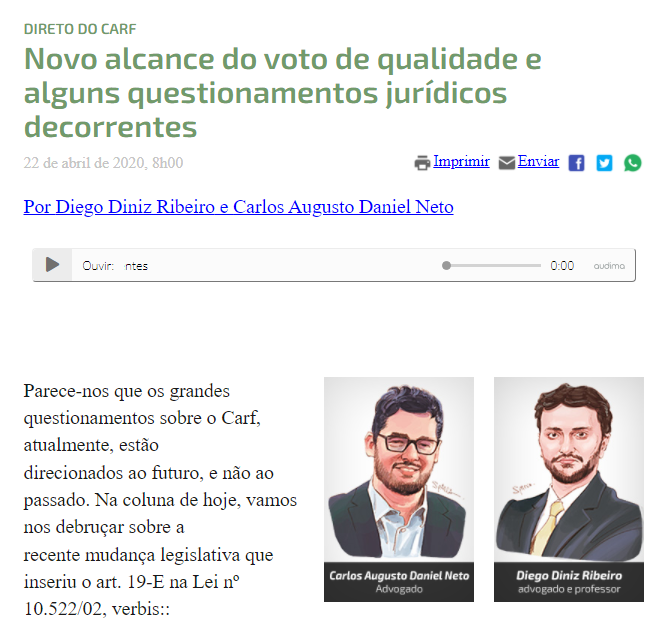 DIRETO DO CARF
Novo alcance do voto de qualidade e
alguns questionamentos jurídicos
decorrentes
22 de abril de 2020, 8h00
Imprimir Enviar
Por Diego Diniz Ribeiro e Carlos Augusto Daniel Neto
Ouvir: ntes 0:00 audima
Parece-nos que os grandes
questionamentos sobre o Carf,
atualmente, estão
direcionados ao futuro, e não ao
passado. Na coluna de hoje, vamos
nos debruçar sobre a
recente mudança legislativa que
inseriu o art. 19-E na Lei nº
10.522/02, verbis::
Carlos Augusto Daniel Neto
Advogado
Diego Diniz Ribeiro
advogado e professor